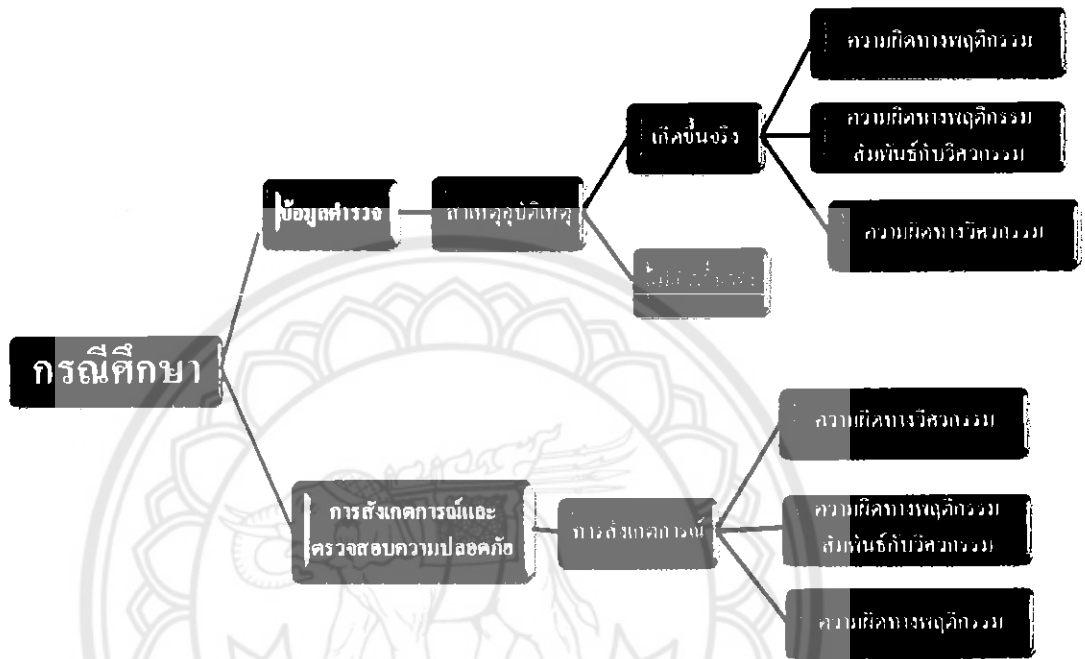 ความผิดทางพฤติกรรม
เกิดขึ้นจริง
ความผิดทางพฤติกรรม
สัมพันธ์กับวิศวกรรม
ข้อมูลตำรวจ
สาเหตุอุบัติเหตุ
ความผิดทางวิศวกรรม
กรณีศึกษา
ความผิดทางวิศวกรรม
การสังเกตการณ์และ
ตรวจสอบความปลอดภัย
การสังเกตการณ์
ความผิดทางพฤติกรรม
สัมพันธ์กับวิศวกรรม
ความผิดทางพฤติกรรม